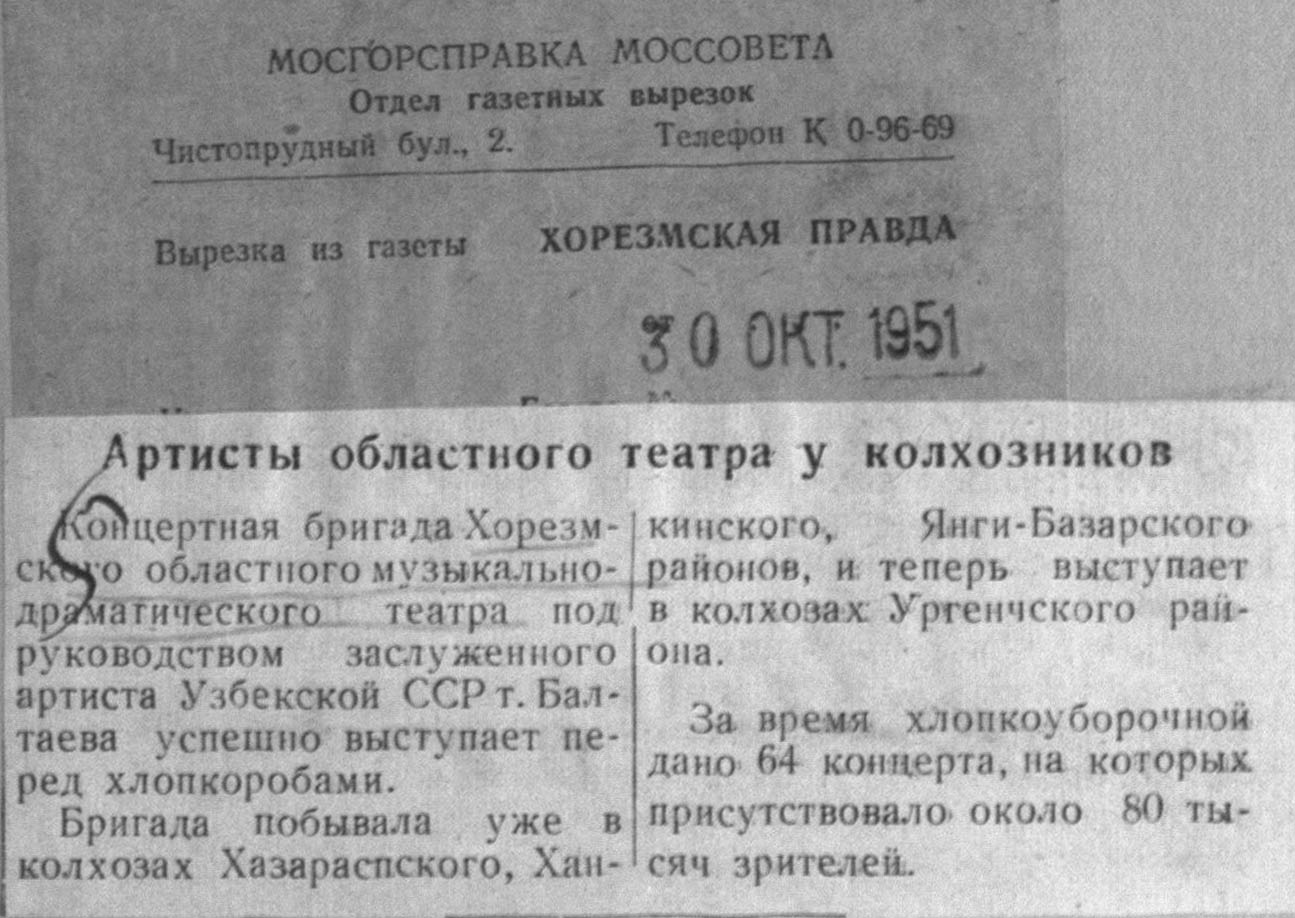 МОСГОРСПРАВКА МОССОВЕТА
Отдел газетных вырезок
Чистопрудный бул., 2. Телефон К 0-96-69
Вырезка из газеты ХОРЕЗМСКАЯ ПРАВДА
от
30 ОКТ. 1951
Артисты областного театра у колхозников
Концертная бригада Хорезм-
ского областного музыкально-
драматического театра под
руководством заслуженного
артиста Узбекской ССР т. Бал-
таева успешно выступает пе-
ред хлопкоробами.
Бригада побывала уже в
колхозах Хазараспского, Хан-
кинского, Янги-Базарского
районов, и теперь выступает
в колхозах Ургенчского рай-
она.
За время хлопкоуборочной
дано 64 концерта, на которых
присутствовало около 80 ты-
сяч зрителей.